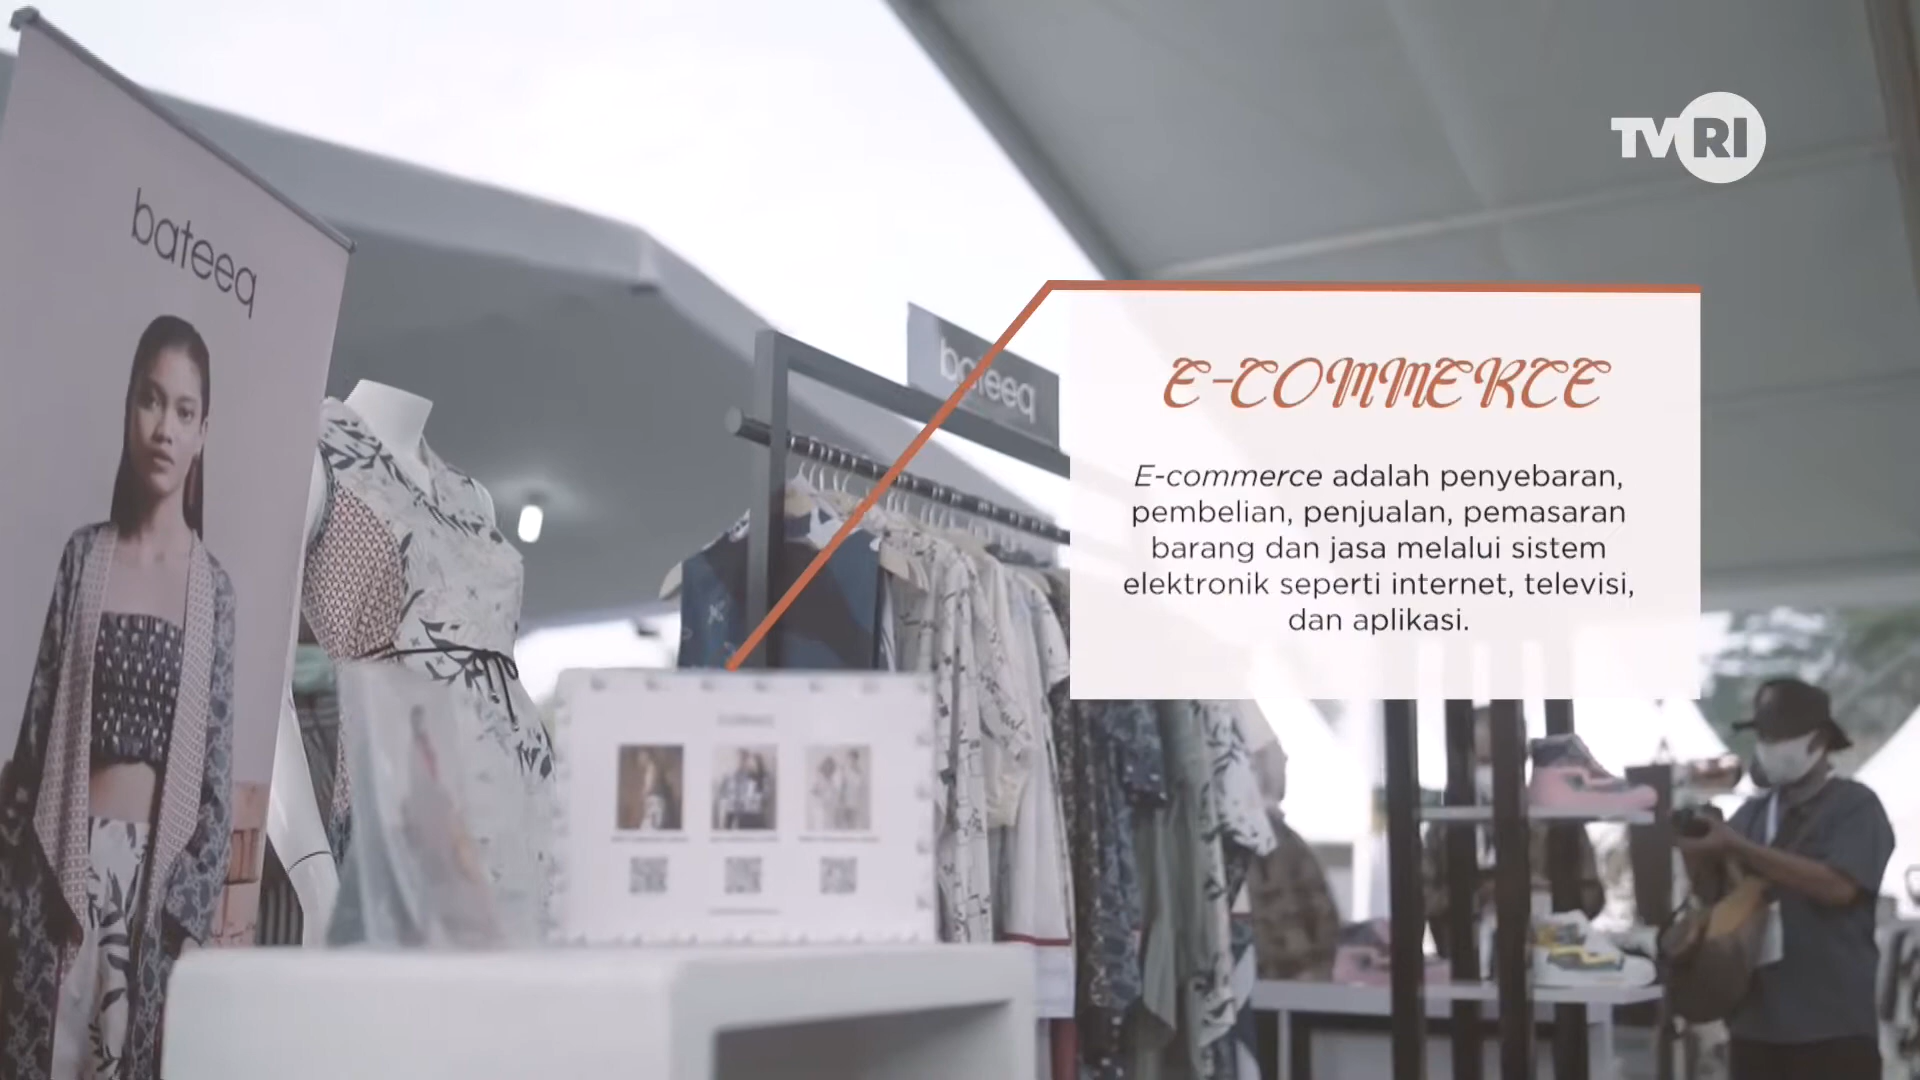 TVRI
bateeq
bateeq
E-COMMERCE
E-commerce adalah penyebaran,
pembelian, penjualan, pemasaran
barang dan jasa melalui sistem
elektronik seperti internet, televisi,
dan aplikasi.